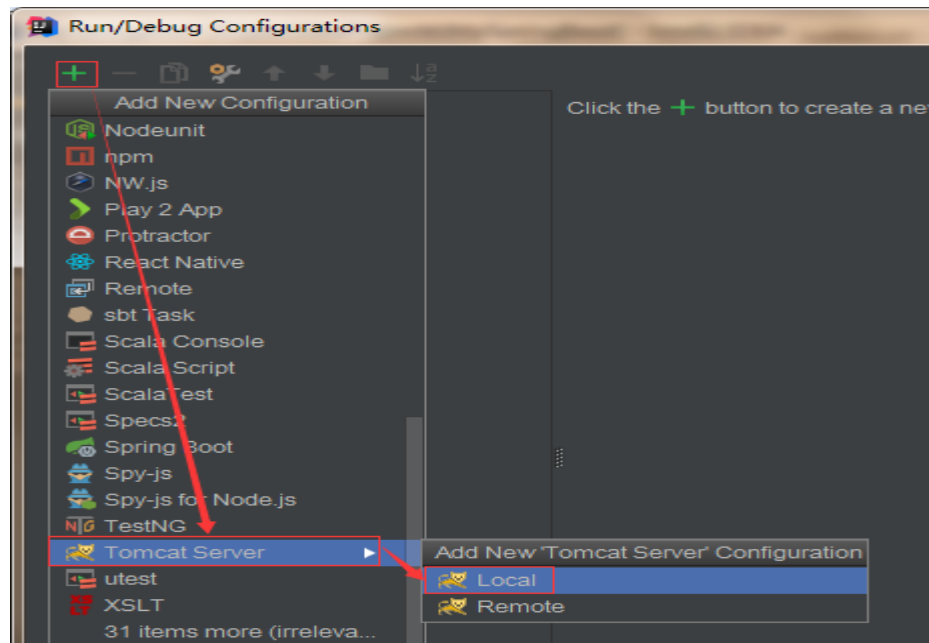 Run/Debug Configurations
Add New Configuration
Click the + button to create a ne
Nodeunit
npm
NW.js
Play 2 App
Protractor
React Native
Remote
sbt Task
Scala Console
Scala Script
ScalaTest
Specs2
Spring Boot
Spy-js
Spy-js for Node.js
TestNG
Tomcat Server
Add New 'Tomcat Server' Configuration
utest
Local
XSLT
Remote
31 items more (irreleva...